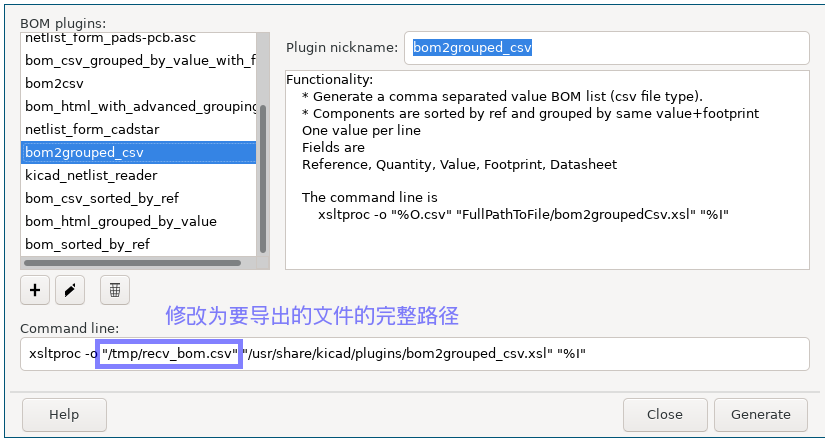 BOM plugins:
netlist_form_pads-pcb.asc
bom_csv_grouped_by_value_with_f
bom2csv
bom_html_with_advanced_grouping
netlist_form_cadstar
bom2grouped_csv
kicad_netlist_reader
bom_csv_sorted_by_ref
bom_html_grouped_by_value
bom_sorted_by_ref
Plugin nickname: bom2grouped_csv
Functionality:
* Generate a comma separated value BOM list (csv file type).
* Components are sorted by ref and grouped by same value+footprint
One value per line
Fields are
Reference, Quantity, Value, Footprint, Datasheet
The command line is
xsltproc -o "%O.csv" "FullPathToFile/bom2groupedCsv.xsl" "%I"
修改为要导出的文件的完整路径
Command line:
xsltproc -o "/tmp/recv_bom.csv" "/usr/share/kicad/plugins/bom2grouped_csv.xsl" "%I"
Help
Close
Generate